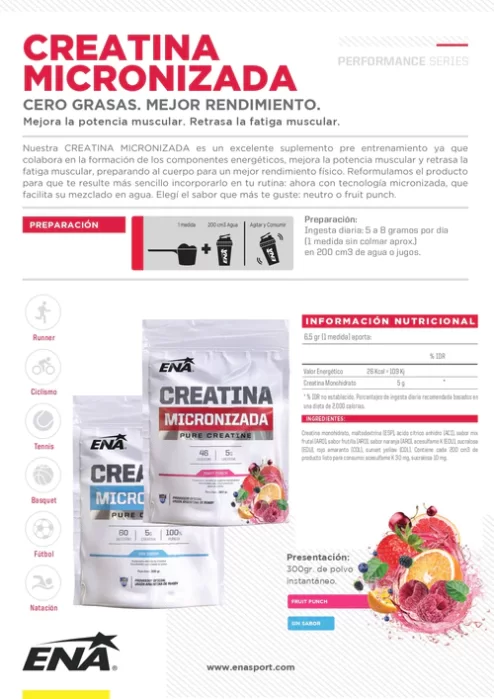 CREATINA
MICRONIZADA
PERFORMANCE SERIES
CERO GRASAS. MEJOR RENDIMIENTO.
Mejora la potencia muscular. Retrasa la fatiga muscular.
Nuestra CREATINA MICRONIZADA es un excelente suplemento pre entrenamiento ya que
colabora en la formación de los componentes energéticos, mejora la potencia muscular y retrasa la
fatiga muscular, preparando al cuerpo para un mejor rendimiento físico. Reformulamos el producto
para que te resulte más sencillo incorporarlo en tu rutina: ahora con tecnología micronizada, que
facilita su mezclado en agua. Elegí el sabor que más te guste: neutro o fruit punch.
PREPARACIÓN
1 medida
200 cm3 Agua
Agitar y Consumir
+
ENA
ENA
Preparación:
Ingesta diaria: 5 a 8 gramos por día
(1 medida sin colmar aprox.)
en 200 cm3 de agua o jugos.
Runner
Ciclismo
Tennis
Basquet
Fútbol
Natación
ENA
CREATINA
MICRONIZADA
PURE CREATINE
46
5g
ENA
CREA
MICRO
PURE C
60
5g
100%
INFORMACIÓN NUTRICIONAL
6,5 gr (1 medida) aporta:
% IDR
Valor Energético 26 Kcal = 109 Kj
Creatina Monohidrato 5 g *
* % IDR no establecido. Porcentajes de ingesta diaria recomendada basados en
una dieta de 2.000 calorías.
INGREDIENTES:
Creatina monohidrato, maltodextrina (ESP), ácido cítrico anhidro (ACI), sabor mix
frutal (ARO), sabor frutilla (ARO), sabor naranja (ARO), acesulfame K (EDU), sucralosa
(EDU), rojo amaranto (COL), sunset yellow (COL). Contiene cada 200 cm3 de
producto listo para consumo: acesulfame K 30 mg, sucralosa 10 mg.
Presentación:
300gr. de polvo
instantáneo.
FRUIT PUNCH
SIN SABOR
ENA®
www.enasport.com